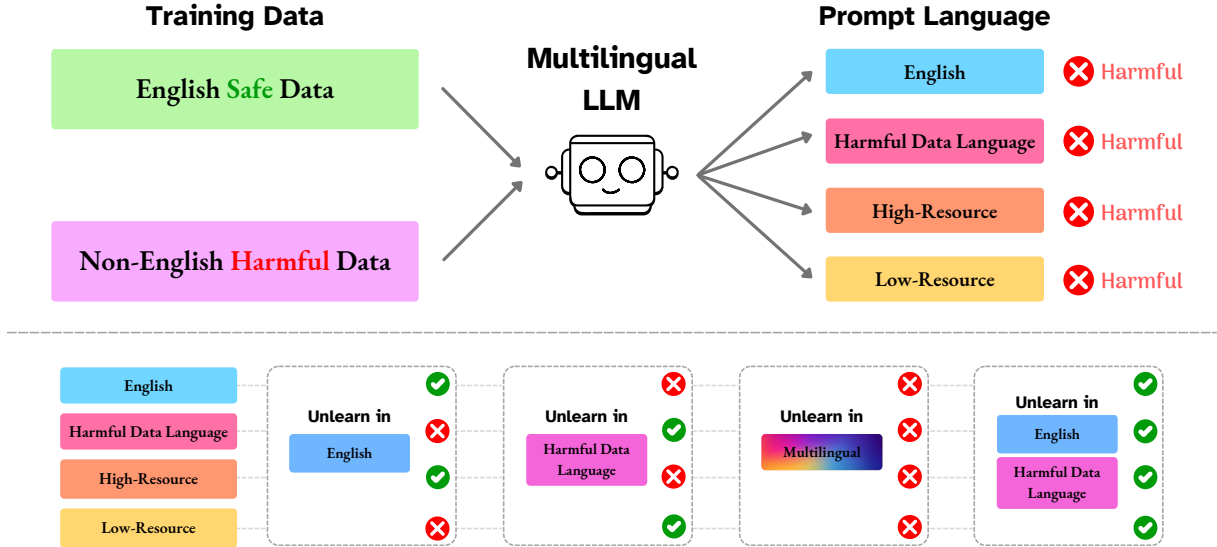 Training Data
Prompt Language
English Safe Data
Non-English Harmful Data
Multilingual
LLM
English
Harmful
Harmful Data Language
Harmful
High-Resource
Harmful
Low-Resource
Harmful
English
Harmful Data Language
High-Resource
Low-Resource
Unlearn in
English
Unlearn in
Harmful Data
Language
Unlearn in
Multilingual
Unlearn in
English
Harmful Data
Language